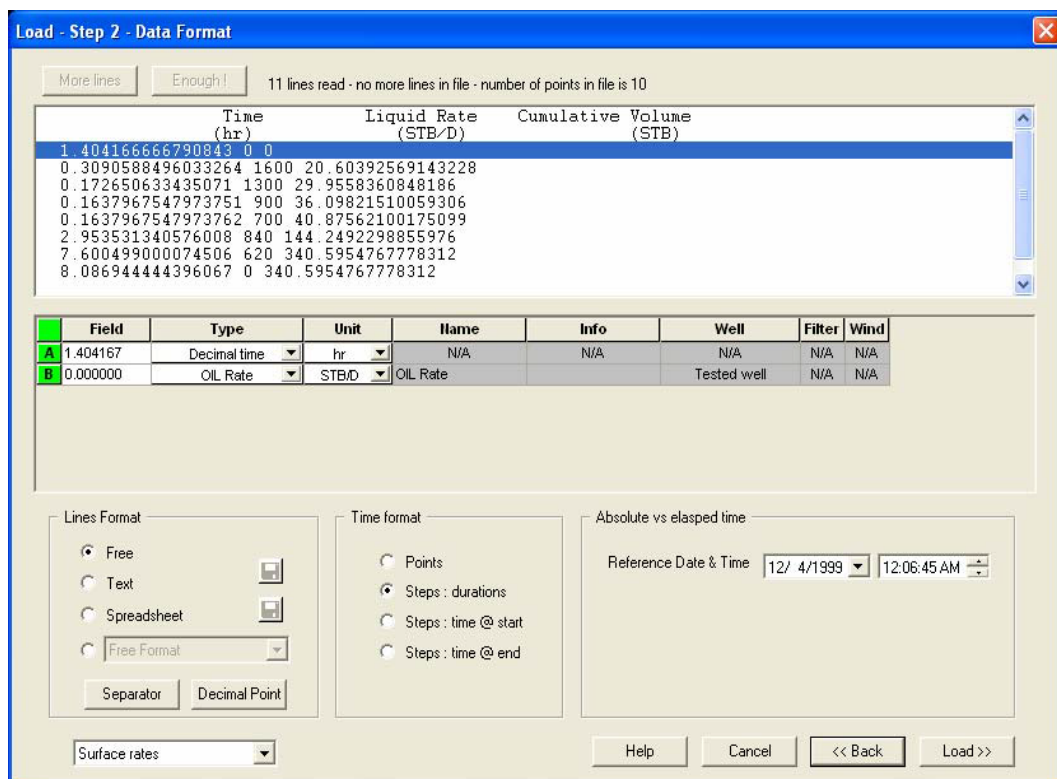 Load - Step 2 - Data Format
More lines Enough ! 11 lines read - no more lines in file - number of points in file is 10
Time Liquid Rate Cumulative Volume
(hr) (STB/D) (STB)
1.404166666790843 0 0
0.3090588496033264 1600 20.60392569143228
0.172650633435071 1300 29.9558360848186
0.1637967547973751 900 36.09821510059306
0.1637967547973762 700 40.87562100175099
2.953531340576008 840 144.2492298855976
7.600499000074506 620 340.5954767778312
8.086944444396067 0 340.5954767778312
Field Type Unit Name Info Well Filter Wind
A 1.404167 Decimal time hr N/A N/A N/A N/A N/A
B 0.000000 OIL Rate STB/D OIL Rate Tested well N/A N/A
Lines Format
Free
Text
Spreadsheet
Free Format
Separator Decimal Point
Time format
Points
Steps : durations
Steps : time @ start
Steps : time @ end
Absolute vs elasped time
Reference Date & Time 12/ 4/1999 12:06:45 AM
Surface rates Help Cancel << Back Load >>